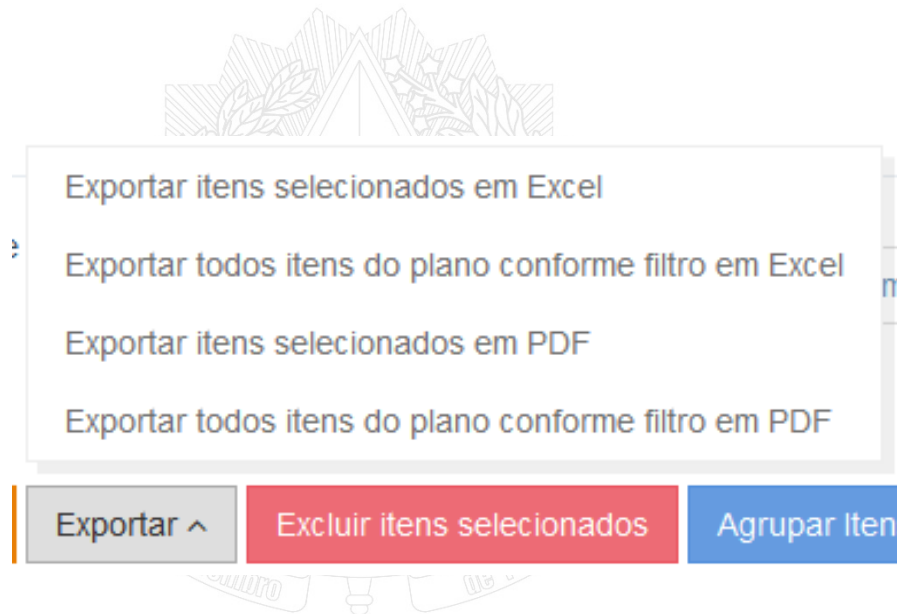 Exportar itens selecionados em Excel
Exportar todos itens do plano conforme filtro em Excel
Exportar itens selecionados em PDF
Exportar todos itens do plano conforme filtro em PDF
Exportar
Excluir itens selecionados
Agrupar Iten